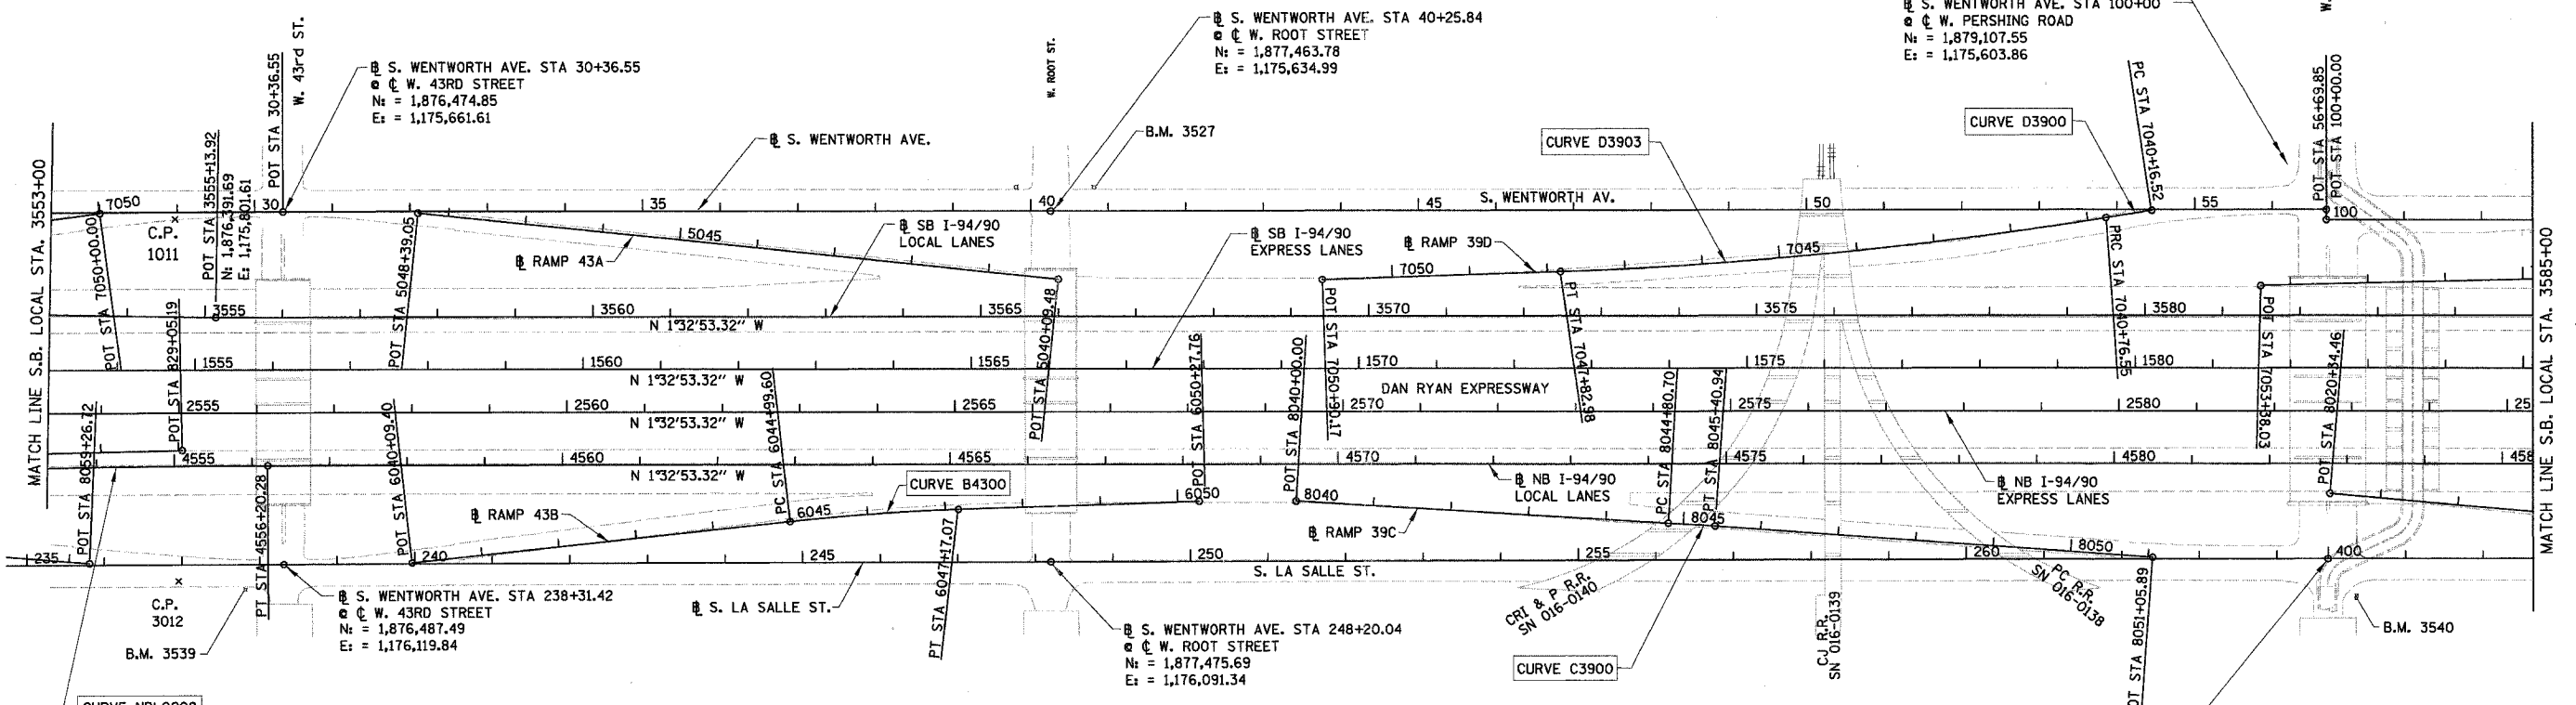 MATCH LINE S.B. LOCAL STA. 3553+00
W. 43rd ST.
POT STA 30+36.55
℄ S. WENTWORTH AVE. STA 30+36.55
@ ℄ W. 43RD STREET
N: = 1,876,474.85
E: = 1,175,661.61
W. ROOT ST.
S. WENTWORTH AVE. STA 40+25.84
@ ℄ W. ROOT STREET
N: = 1,877,463.78
E: = 1,175,634.99
S. WENTWORTH AVE. STA 100+00
@ ℄ W. PERSHING ROAD
N: = 1,879,107.55
E: = 1,175,603.86
W.
POT STA 56+69.85
POT STA 100+00.00
PC STA 7040+16.52
CURVE D3900
CURVE D3903
B.M. 3527
S. WENTWORTH AVE.
S. WENTWORTH AV.
7050 30 35 40 45 50 55 100
C.P.
1011
POT STA 7050+00.00
POT STA 3555+13.92
N: 1,876,391.69
E: 1,175,801.61
POT STA 5048+39.05
5045
RAMP 43A
SB I-94/90
LOCAL LANES
SB I-94/90
EXPRESS LANES
RAMP 39D
7050
7045
PRC STA 7040+76.55
3555 3560 3565 3570 3575 3580
N 1°32'53.32" W
POT STA 829+05.19
POT STA 5040+09.48
POT STA 7050+90.17
PT STA 7047+82.98
POT STA 7053+38.03
POT STA 8020+34.46
1555 1560 1565 1570 1575 1580
N 1°32'53.32" W
DAN RYAN EXPRESSWAY
2555 2560 2565 2570 2575 2580 25
N 1°32'53.32" W
POT STA 8059+26.72
POT STA 6040+09.40
PC STA 6044+99.60
POT STA 6050+27.76
POT STA 8040+00.00
PC STA 8044+80.70
PT STA 8045+40.94
4555 4560 4565 4570 4575 4580 458
N 1°32'53.32" W
PT STA 4556+20.28
CURVE B4300
NB I-94/90
LOCAL LANES
NB I-94/90
EXPRESS LANES
RAMP 43B
6045
6050
8040
RAMP 39C
8045
8050
235 240 245 250 255 260 400
S. LA SALLE ST.
S. LA SALLE ST.
C.P.
3012
B.M. 3539
S. WENTWORTH AVE. STA 238+31.42
@ ℄ W. 43RD STREET
N: = 1,876,487.49
E: = 1,176,119.84
PT STA 6047+17.07
S. WENTWORTH AVE. STA 248+20.04
@ ℄ W. ROOT STREET
N: = 1,877,475.69
E: = 1,176,091.34
CRI & P R.R.
SN 016-0140
CURVE C3900
CJ R.R.
SN 016-0139
PC R.R.
SN 016-0138
OT STA 8051+05.89
B.M. 3540
MATCH LINE S.B. LOCAL STA. 3585+00